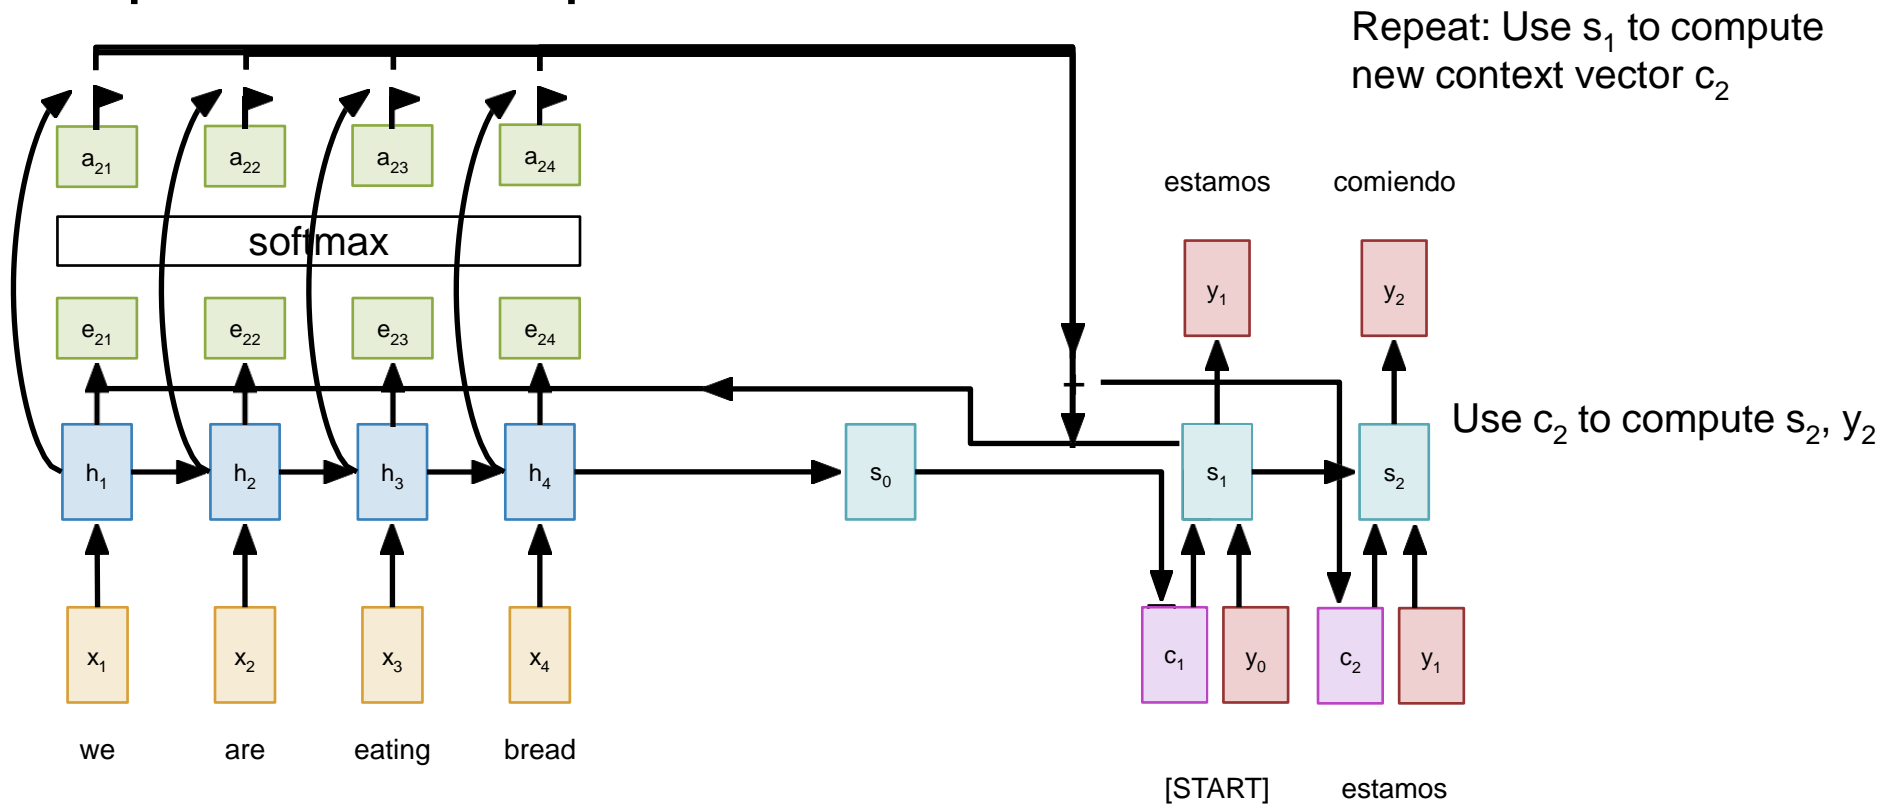 Repeat: Use s1 to compute
new context vector c2
a21 a22 a23 a24
estamos comiendo
softmax
y1 y2
e21 e22 e23 e24
+
Use c2 to compute s2, y2
h1 h2 h3 h4 s0 s1 s2
x1 x2 x3 x4 c1 y0 c2 y1
we are eating bread
[START] estamos